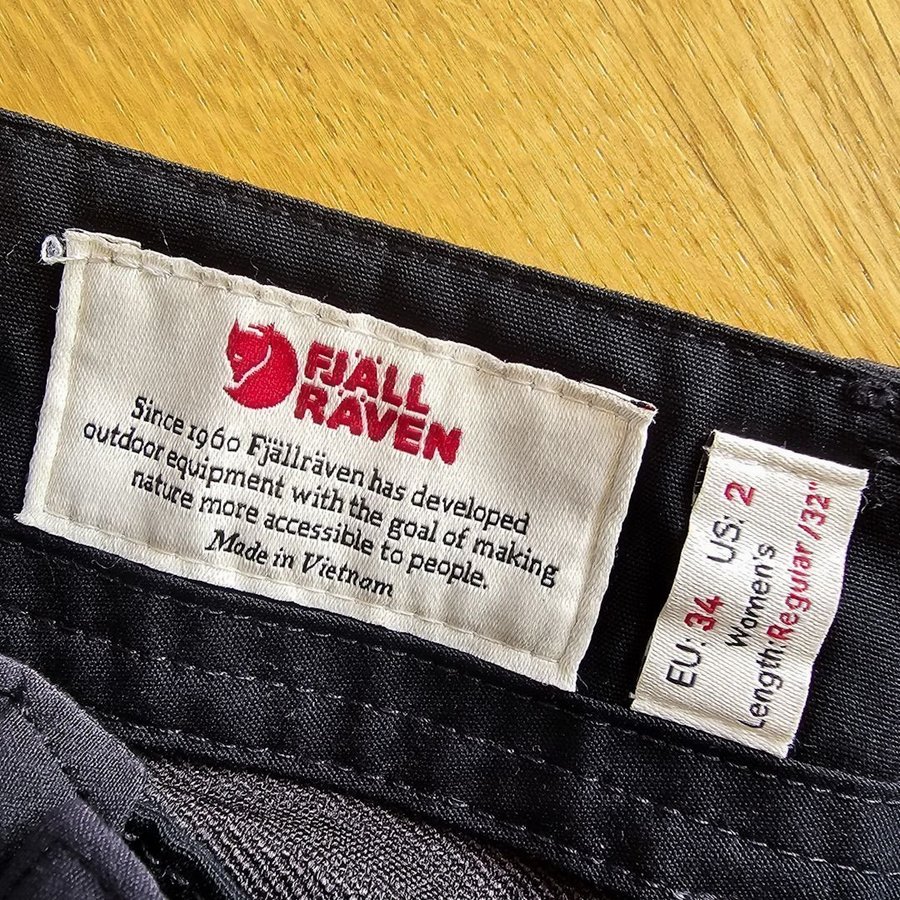 FJÄLL
RÄVEN
Since 1960 Fjällräven has developed
outdoor equipment with the goal of making
nature more accessible to people.
Made in Vietnam
EU: 34 US: 2
Women's
Length: Regular/32"